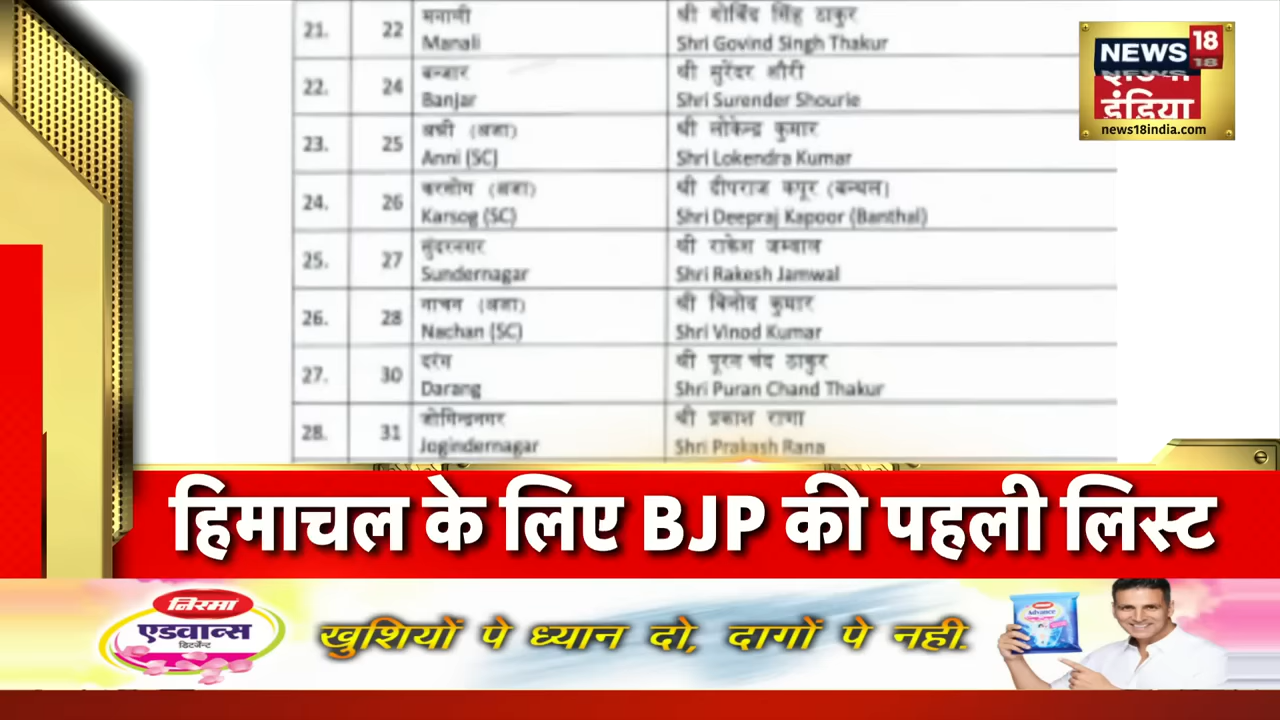 21. 22 मनाली श्री गोविंद सिंह ठाकुर
Manali Shri Govind Singh Thakur
22. 24 बन्जार श्री सुरेंदर शौरी
Banjar Shri Surender Shourie
23. 25 अन्नी (अजा) श्री लोकेन्द्र कुमार
Anni (SC) Shri Lokendra Kumar
24. 26 करसोग (अजा) श्री दीपराज कपूर (बन्थल)
Karsog (SC) Shri Deepraj Kapoor (Banthal)
25. 27 सुंदरनगर श्री राकेश जम्वाल
Sundernagar Shri Rakesh Jamwal
26. 28 नाचन (अजा) श्री विनोद कुमार
Nachan (SC) Shri Vinod Kumar
27. 30 दरंग श्री पूरन चंद ठाकुर
Darang Shri Puran Chand Thakur
28. 31 जोगिन्द्रनगर श्री प्रकाश राणा
Jogindernagar Shri Prakash Rana
NEWS 18
इंडिया
news18india.com
हिमाचल के लिए BJP की पहली लिस्ट
निरमा
एडवान्स
डिटर्जेन्ट
खुशियों पे ध्यान दो, दागों पे नही.
Advance